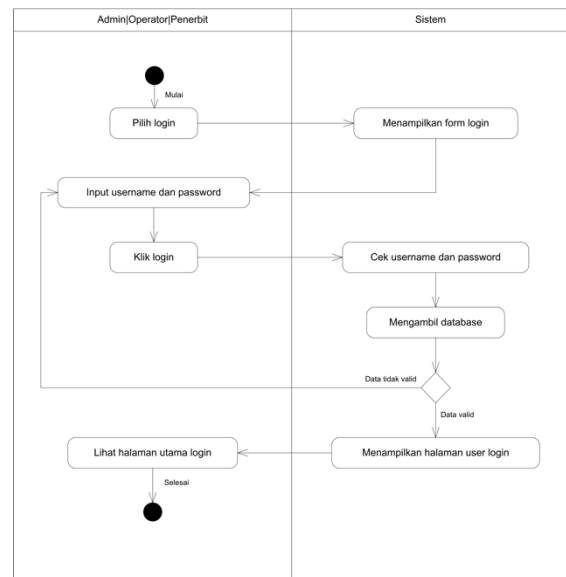 Admin|Operator|Penerbit
Sistem
Mulai
Pilih login
Menampilkan form login
Input username dan password
Klik login
Cek username dan password
Mengambil database
Data tidak valid
Data valid
Lihat halaman utama login
Menampilkan halaman user login
Selesai